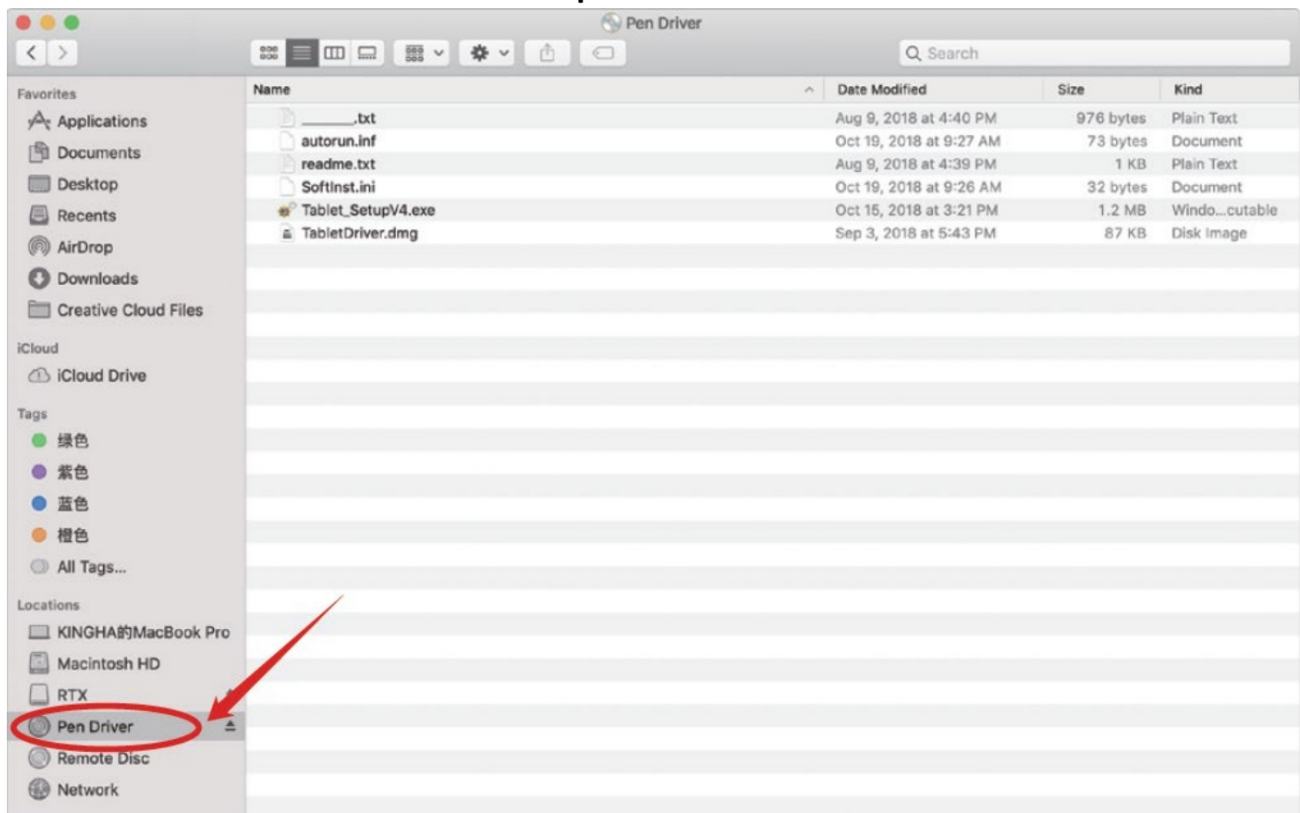 Pen Driver
Search
Favorites
Applications
Documents
Desktop
Recents
AirDrop
Downloads
Creative Cloud Files
iCloud
iCloud Drive
Tags
绿色
紫色
蓝色
橙色
All Tags...
Locations
KINGHA的MacBook Pro
Macintosh HD
RTX
Pen Driver
Remote Disc
Network
Name Date Modified Size Kind
______.txt Aug 9, 2018 at 4:40 PM 976 bytes Plain Text
autorun.inf Oct 19, 2018 at 9:27 AM 73 bytes Document
readme.txt Aug 9, 2018 at 4:39 PM 1 KB Plain Text
SoftInst.ini Oct 19, 2018 at 9:26 AM 32 bytes Document
Tablet_SetupV4.exe Oct 15, 2018 at 3:21 PM 1.2 MB Windo...cutable
TabletDriver.dmg Sep 3, 2018 at 5:43 PM 87 KB Disk Image